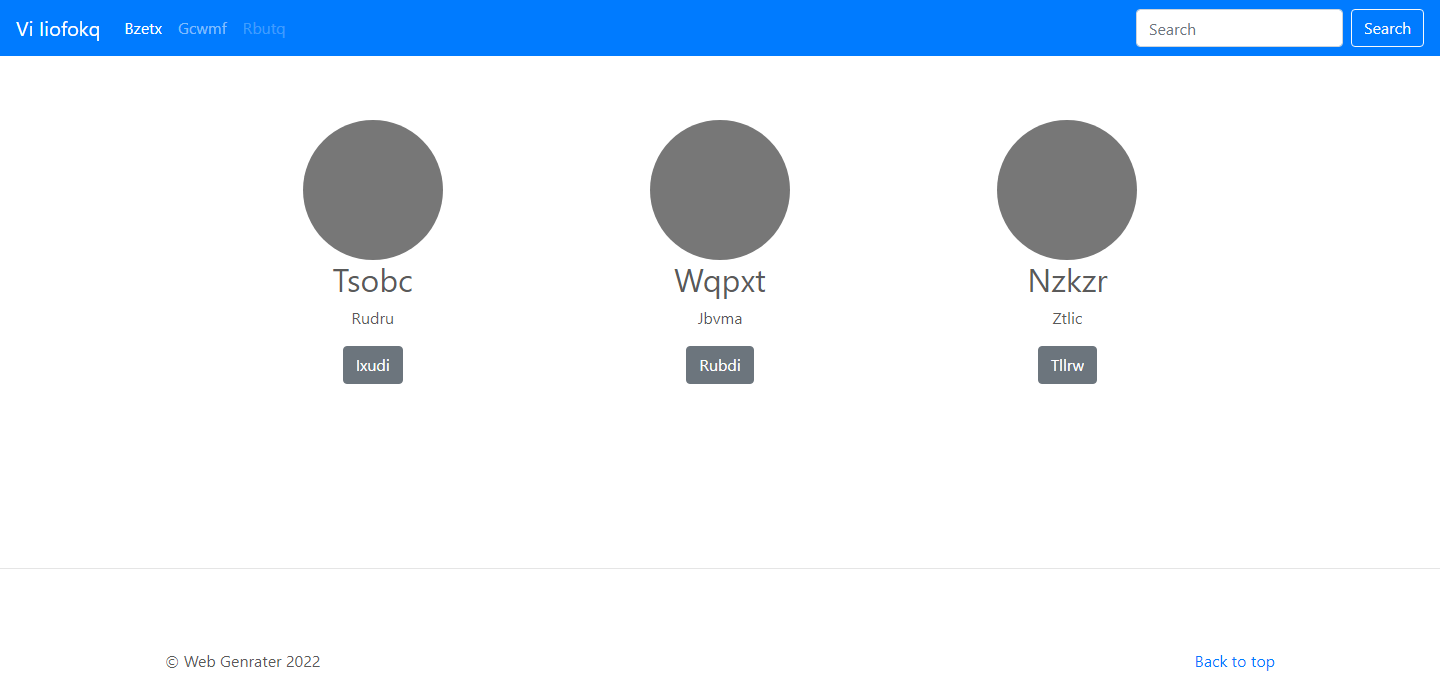 Vi Iiofokq Bzetx Gcwmf Rbutq Search Search
Tsobc Wqpxt Nzkzr
Rudru Jbvma Ztlic
Ixudi Rubdi Tllrw
© Web Genrater 2022 Back to top